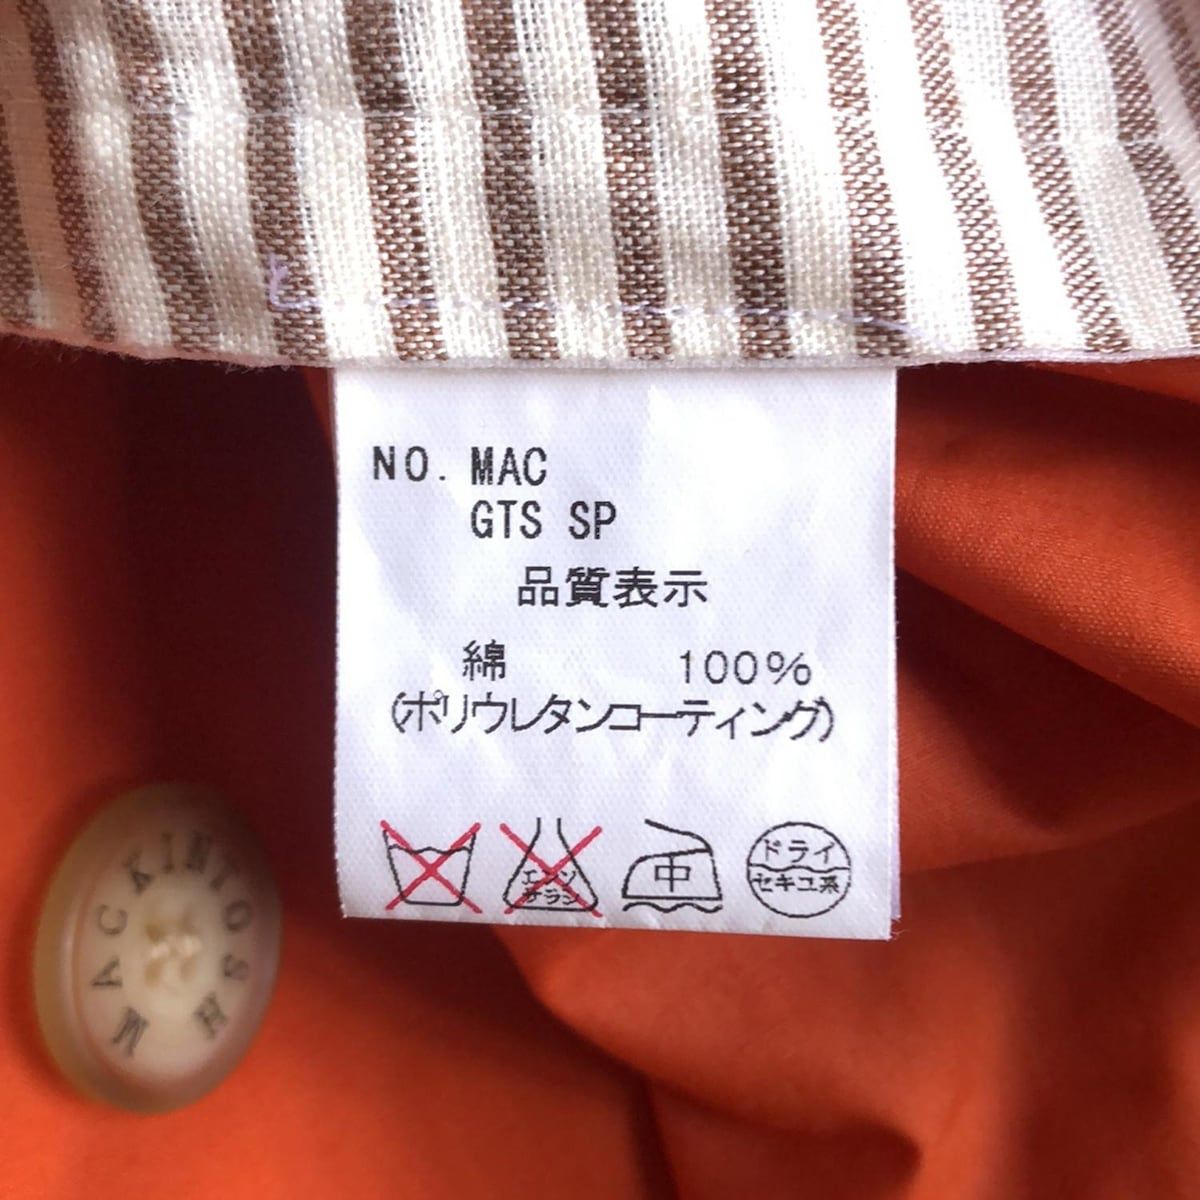 NO. MAC
GTS SP
品質表示
綿 100%
(ポリウレタンコーティング)
エンソ
サラシ
中
ドライ
セキユ系
MACKINTOSH